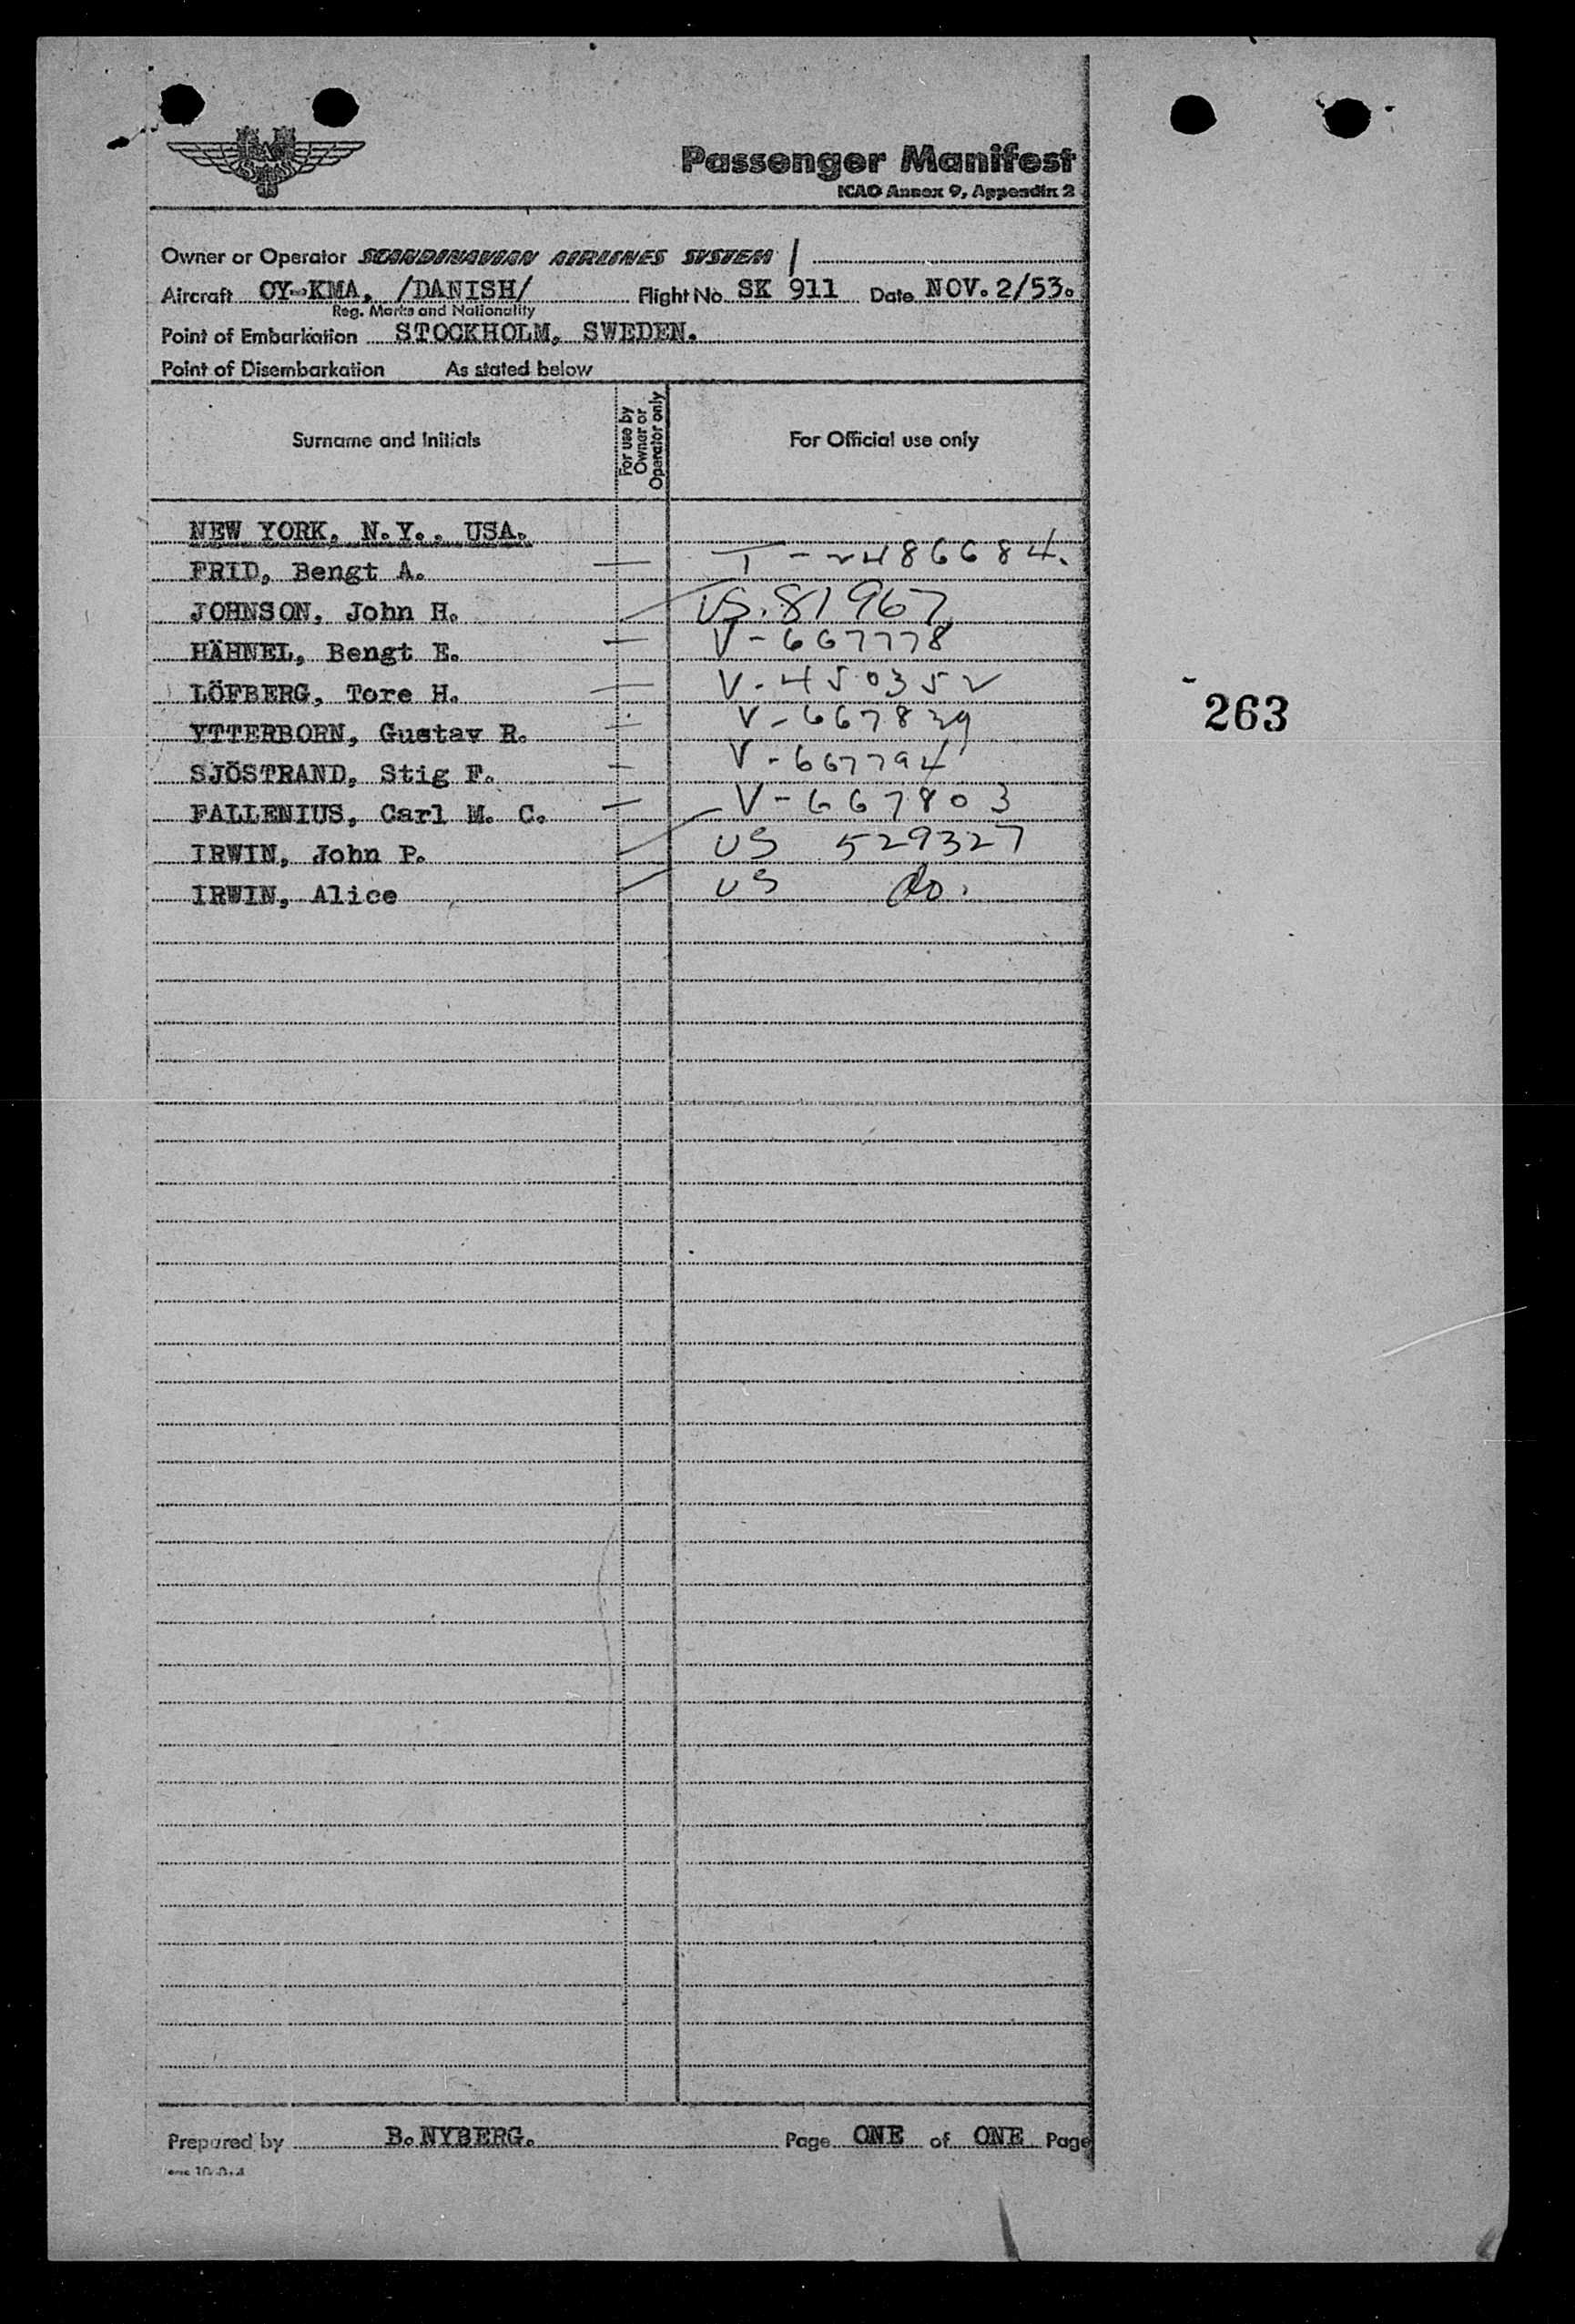 SAS
Passenger Manifest
ICAO Annex 9, Appendix 2
Owner or Operator SCANDINAVIAN AIRLINES SYSTEM /
Aircraft OY-KMA, /DANISH/ Flight No. SK 911 Date NOV. 2/53.
Reg. Marks and Nationality
Point of Embarkation STOCKHOLM, SWEDEN.
Point of Disembarkation As stated below
Surname and Initials For use by Owner or Operator only For Official use only
NEW YORK, N.Y., USA.
FRID, Bengt A. — T - 2486684.
JOHNSON, John H. US. 81967
HÄHNEL, Bengt E. — V - 667778
LÖFBERG, Tore H. — V - 450352
YTTERBORN, Gustav R. — V - 667839
SJÖSTRAND, Stig F. — V - 667794
FALLENIUS, Carl M. C. — V - 667803
IRWIN, John P. US 529327
IRWIN, Alice US do.
263
Prepared by B. NYBERG. Page ONE of ONE Page